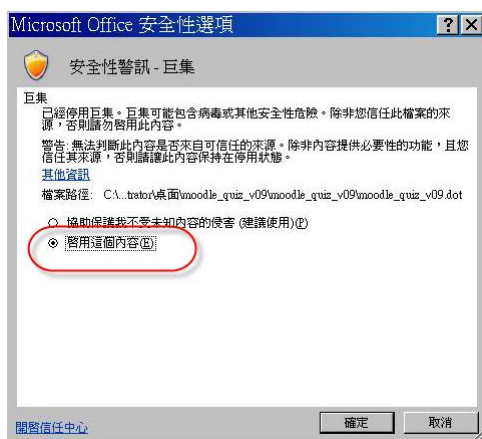 Microsoft Office 安全性選項
安全性警訊 - 巨集
巨集
已經停用巨集。巨集可能包含病毒或其他安全性危險。除非您信任此檔案的來
源，否則請勿啓用此內容。
警告: 無法判斷此內容是否來自可信任的來源。除非內容提供必要性的功能，且您
信任其來源，否則請讓此內容保持在停用狀態。
其他資訊
檔案路徑: C:\...trator\桌面\moodle_quiz_v09\moodle_quiz_v09\moodle_quiz_v09.dot
協助保護我不受未知內容的侵害 (建議使用)(P)
啓用這個內容(E)
開啓信任中心
確定
取消